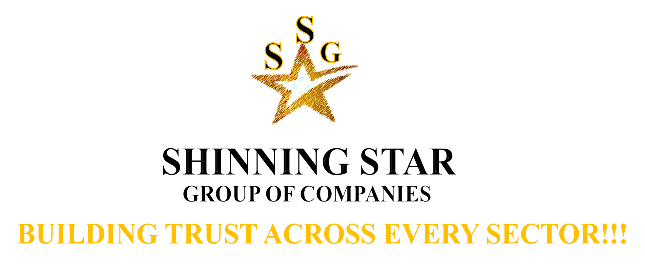 S S G
SHINNING STAR
GROUP OF COMPANIES
BUILDING TRUST ACROSS EVERY SECTOR!!!